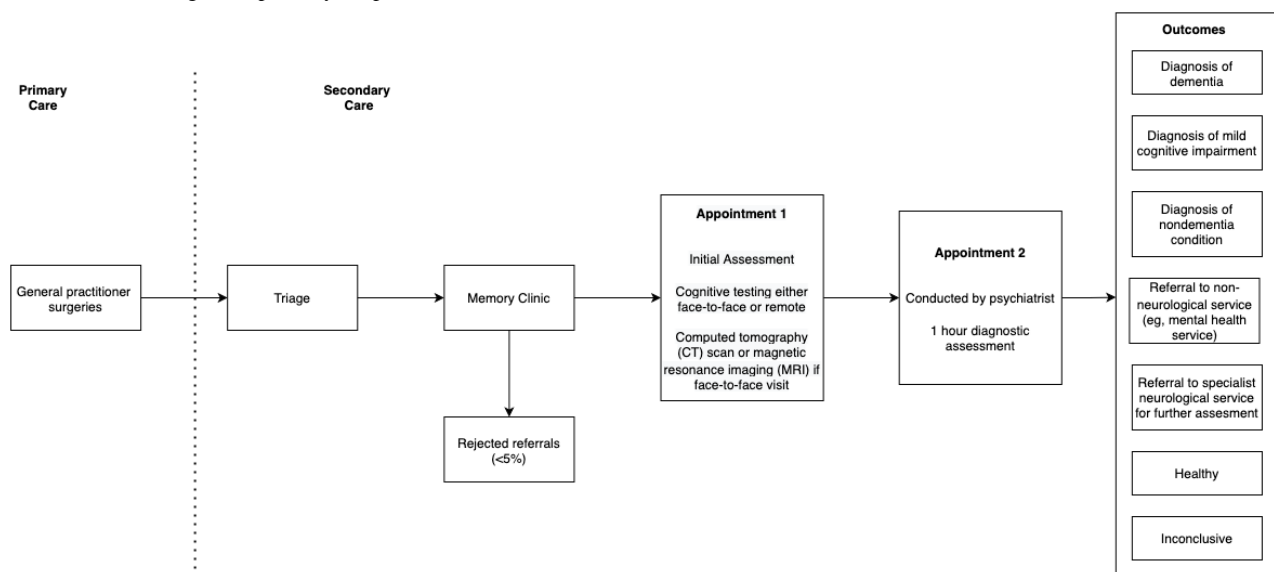 Primary
Care
Secondary
Care
General practitioner
surgeries
Triage
Memory Clinic
Rejected referrals
(<5%)
Appointment 1
Initial Assessment
Cognitive testing either
face-to-face or remote
Computed tomography
(CT) scan or magnetic
resonance imaging (MRI) if
face-to-face visit
Appointment 2
Conducted by psychiatrist
1 hour diagnostic
assessment
Outcomes
Diagnosis of
dementia
Diagnosis of mild
cognitive impairment
Diagnosis of
nondementia
condition
Referral to non-
neurological service
(eg, mental health
service)
Referral to specialist
neurological service
for further assesment
Healthy
Inconclusive